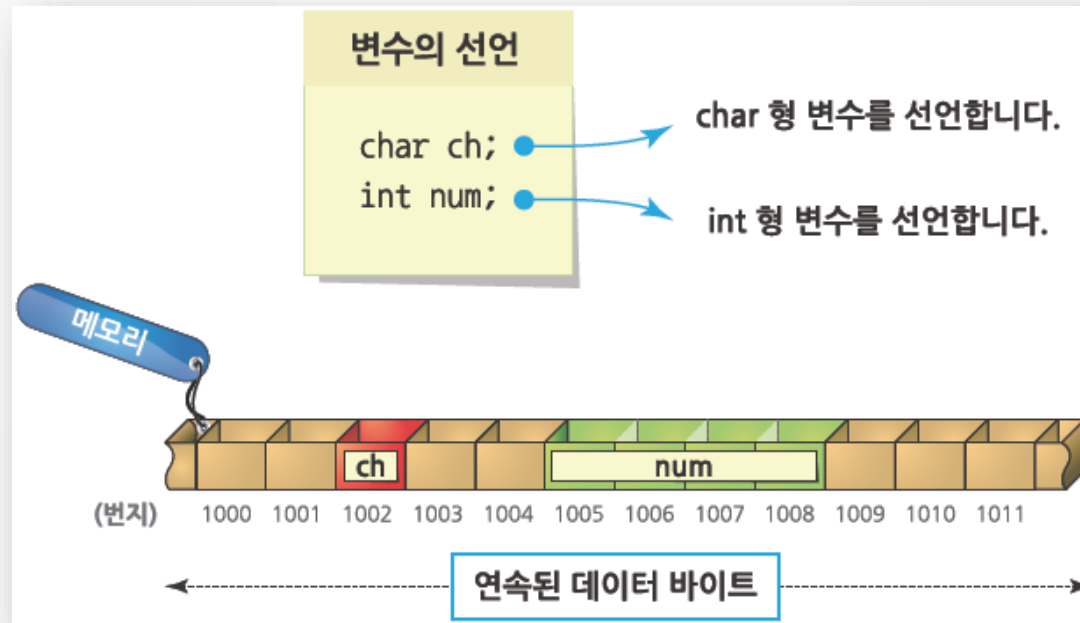 변수의 선언
char ch;
char 형 변수를 선언합니다.
int num;
int 형 변수를 선언합니다.
메모리
ch
num
(번지) 1000 1001 1002 1003 1004 1005 1006 1007 1008 1009 1010 1011
연속된 데이터 바이트